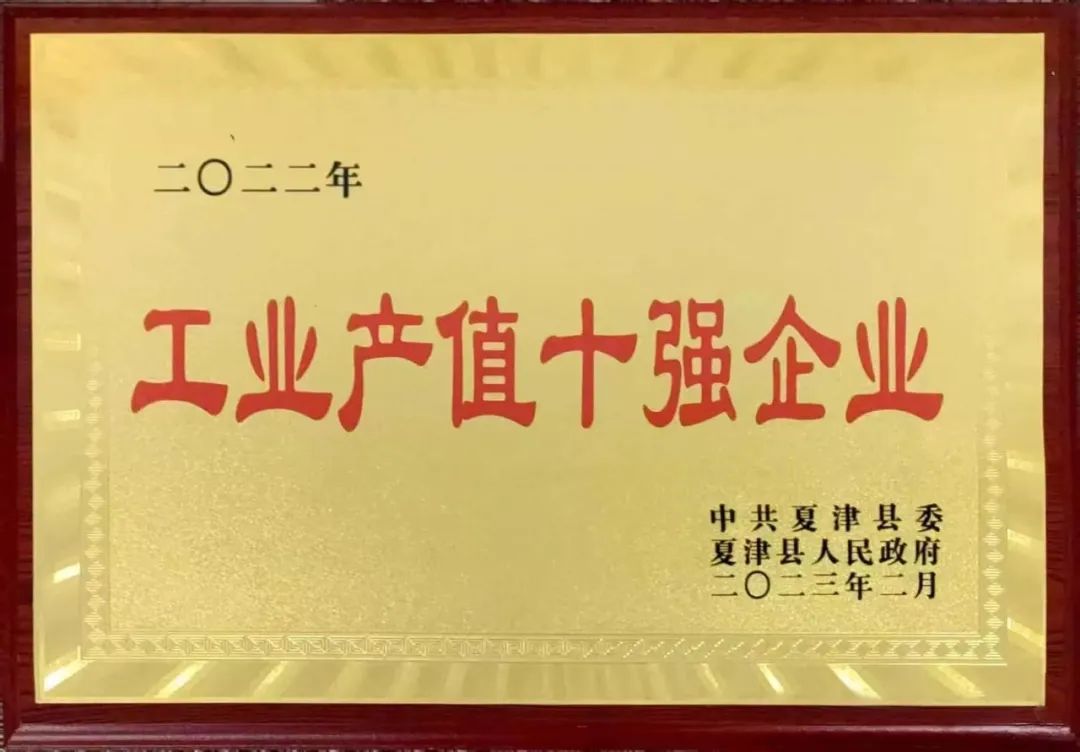 二〇二二年
工业产值十强企业
中共夏津县委
夏津县人民政府
二〇二三年二月